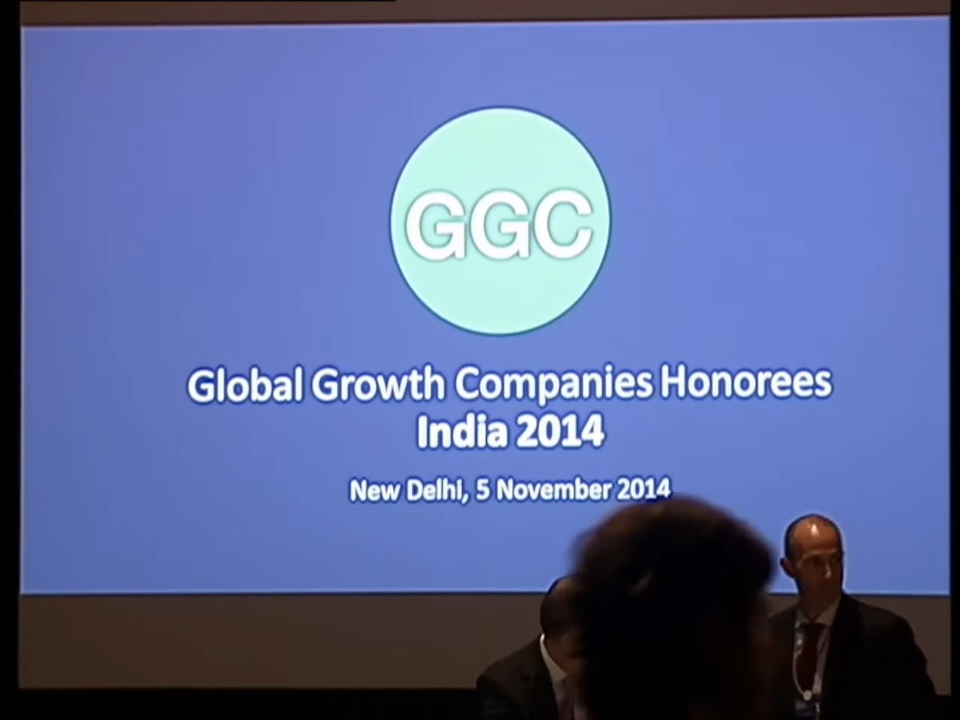 GGC
Global Growth Companies Honorees
India 2014
New Delhi, 5 November 2014